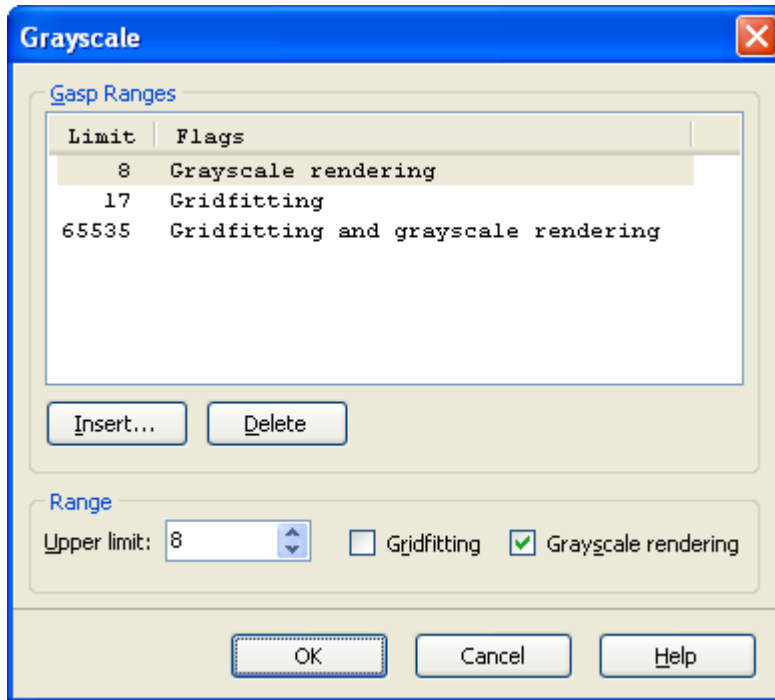 Grayscale
Gasp Ranges
Limit Flags
8 Grayscale rendering
17 Gridfitting
65535 Gridfitting and grayscale rendering
Insert... Delete
Range
Upper limit: 8 Gridfitting Grayscale rendering
OK Cancel Help